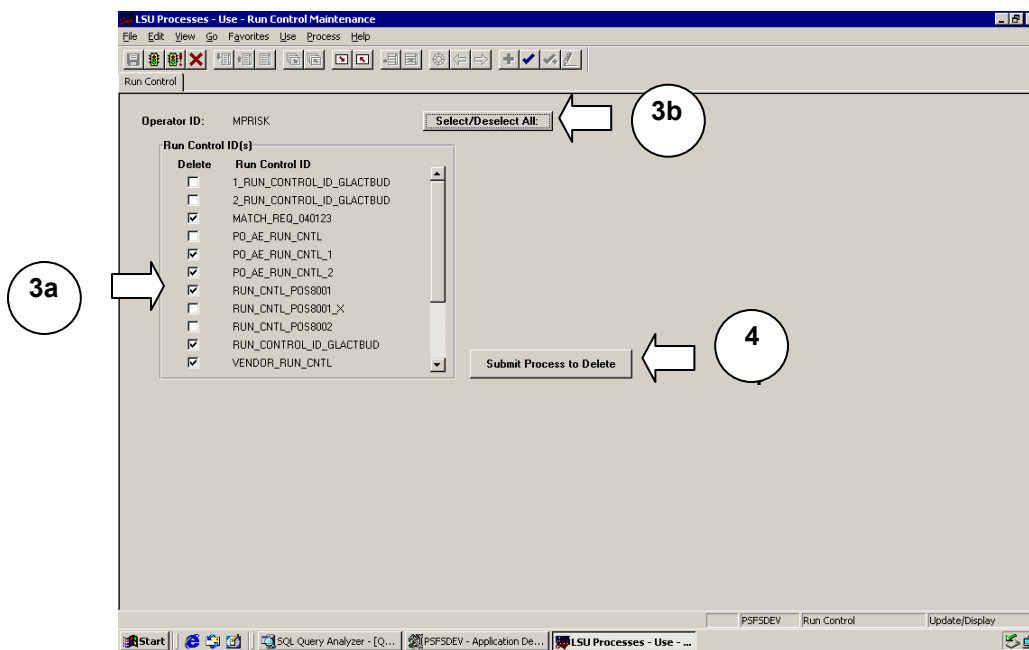 LSU Processes - Use - Run Control Maintenance
File Edit View Go Favorites Use Process Help
Run Control
Operator ID: MPRISK Select/Deselect All:
3b
Run Control ID(s)
Delete Run Control ID
1_RUN_CONTROL_ID_GLACTBUD
2_RUN_CONTROL_ID_GLACTBUD
MATCH_REQ_040123
PO_AE_RUN_CNTL
PO_AE_RUN_CNTL_1
PO_AE_RUN_CNTL_2
3a
RUN_CNTL_POS8001
RUN_CNTL_POS8001_X
RUN_CNTL_POS8002
RUN_CONTROL_ID_GLACTBUD
VENDOR_RUN_CNTL
Submit Process to Delete
4
PSFSDEV Run Control Update/Display
Start SQL Query Analyzer - [Q... PSFSDEV - Application De... LSU Processes - Use - ...